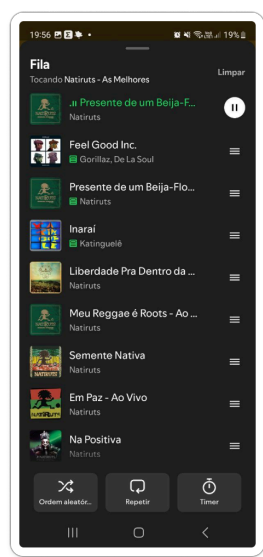 19:56
19%
Fila
Tocando Natiruts - As Melhores
Limpar
Presente de um Beija-F...
Natiruts
Feel Good Inc.
Gorillaz, De La Soul
Presente de um Beija-Flo...
Natiruts
Inaraí
Katinguelê
Liberdade Pra Dentro da ...
Natiruts
Meu Reggae é Roots - Ao ...
Natiruts
Semente Nativa
Natiruts
Em Paz - Ao Vivo
Natiruts
Na Positiva
Natiruts
Ordem aleatór...
Repetir
Timer